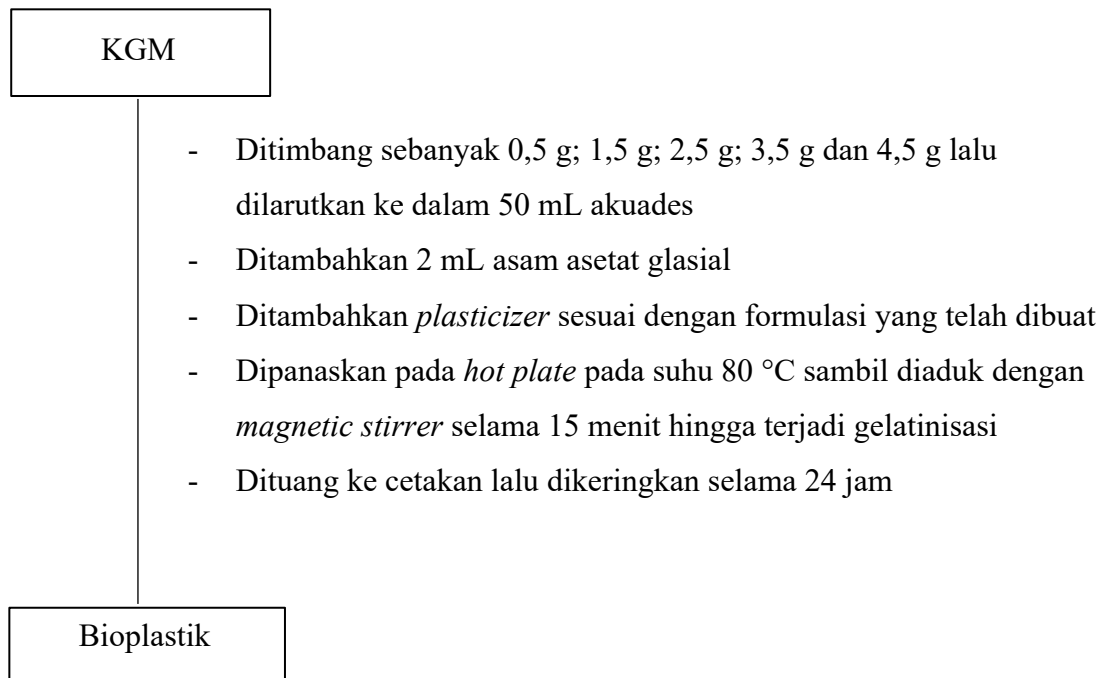 KGM
- Ditimbang sebanyak 0,5 g; 1,5 g; 2,5 g; 3,5 g dan 4,5 g lalu
dilarutkan ke dalam 50 mL akuades
- Ditambahkan 2 mL asam asetat glasial
- Ditambahkan plasticizer sesuai dengan formulasi yang telah dibuat
- Dipanaskan pada hot plate pada suhu 80 °C sambil diaduk dengan
magnetic stirrer selama 15 menit hingga terjadi gelatinisasi
- Dituang ke cetakan lalu dikeringkan selama 24 jam
Bioplastik